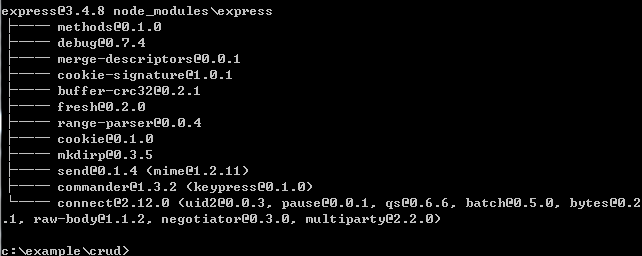 express@3.4.8 node_modules\express
├── methods@0.1.0
├── debug@0.7.4
├── merge-descriptors@0.0.1
├── cookie-signature@1.0.1
├── buffer-crc32@0.2.1
├── fresh@0.2.0
├── range-parser@0.0.4
├── cookie@0.1.0
├── mkdirp@0.3.5
├── send@0.1.4 (mime@1.2.11)
├── commander@1.3.2 (keypress@0.1.0)
└── connect@2.12.0 (uid2@0.0.3, pause@0.0.1, qs@0.6.6, batch@0.5.0, bytes@0.2
.1, raw-body@1.1.2, negotiator@0.3.0, multiparty@2.2.0)
c:\example\crud>